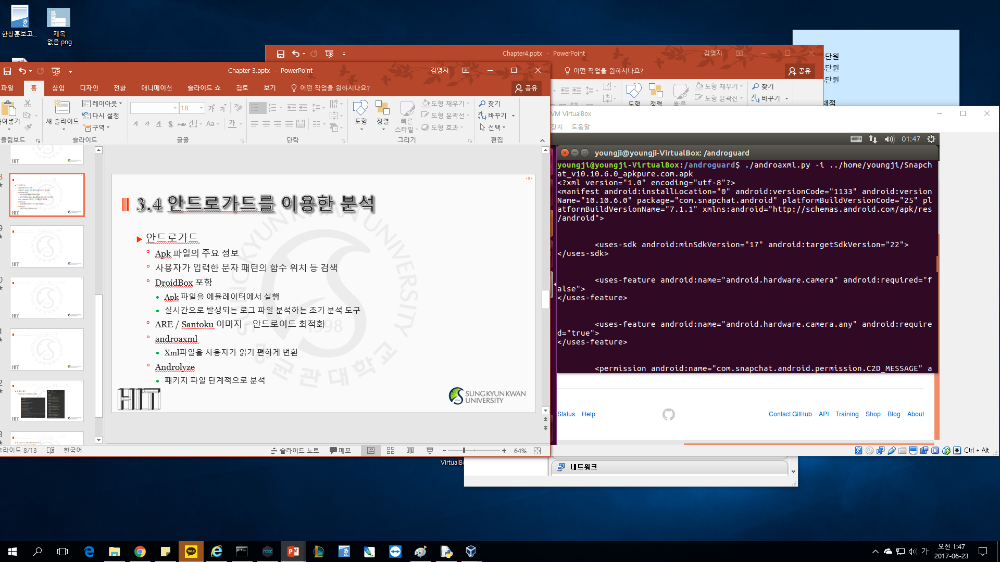 한상훈보고...
제목
없음.png
Chapter4.pptx - PowerPoint
김영지
어떤 작업을 원하시나요?
공유
도형
정렬
빠른
도형 채우기
도형 윤곽선
찾기
바꾸기
단원
단원
단원
채점
Chapter 3.pptx - PowerPoint
김영지
파일
홈
삽입
디자인
전환
애니메이션
슬라이드 쇼
검토
보기
어떤 작업을 원하시나요?
공유
붙여넣기
클립보드
새 슬라이드
레이아웃
다시 설정
구역
슬라이드
18
글꼴
단락
도형
정렬
빠른
스타일
도형 채우기
도형 윤곽선
도형 효과
그리기
찾기
바꾸기
선택
편집
3.4 안드로가드를 이용한 분석
안드로가드
Apk 파일의 주요 정보
사용자가 입력한 문자 패턴의 함수 위치 등 검색
DroidBox 포함
Apk 파일을 에뮬레이터에서 실행
실시간으로 발생되는 로그 파일 분석하는 초기 분석 도구
ARE / Santoku 이미지 – 안드로이드 최적화
androaxml
Xml파일을 사용자가 읽기 편하게 변환
Androlyze
패키지 파일 단계적으로 분석
HIT
SUNG KYUN KWAN
UNIVERSITY
SUNGKYUNKWAN UNIVERSITY
1398
성균관대학교
8
슬라이드 8/13
한국어
슬라이드 노트
메모
64%
VM VirtualBox
장치
도움말
01:47
youngji@youngji-VirtualBox: /androguard
youngji@youngji-VirtualBox:/androguard$ ./androaxml.py -i ../home/youngji/Snapch
at_v10.10.6.0_apkpure.com.apk
<?xml version="1.0" encoding="utf-8"?>
<manifest android:installLocation="0" android:versionCode="1133" android:version
Name="10.10.6.0" package="com.snapchat.android" platformBuildVersionCode="25" pl
atformBuildVersionName="7.1.1" xmlns:android="http://schemas.android.com/apk/res
/android">
<uses-sdk android:minSdkVersion="17" android:targetSdkVersion="22">
</uses-sdk>
<uses-feature android:name="android.hardware.camera" android:required="f
alse">
</uses-feature>
<uses-feature android:name="android.hardware.camera.any" android:require
d="true">
</uses-feature>
<permission android:name="com.snapchat.android.permission.C2D_MESSAGE" a
Status
Help
Contact GitHub
API
Training
Shop
Blog
About
Ctrl + Alt
VirtualBo
네트워크
TALK
nox
가
오전 1:47
2017-06-23